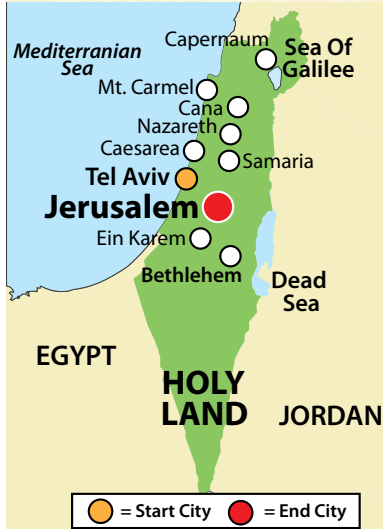 Capernaum
Mediterranean
Sea
Sea Of
Galilee
Mt. Carmel
Cana
Nazareth
Caesarea
Samaria
Tel Aviv
Jerusalem
Ein Karem
Bethlehem
Dead
Sea
EGYPT
HOLY
LAND
JORDAN
= Start City
= End City